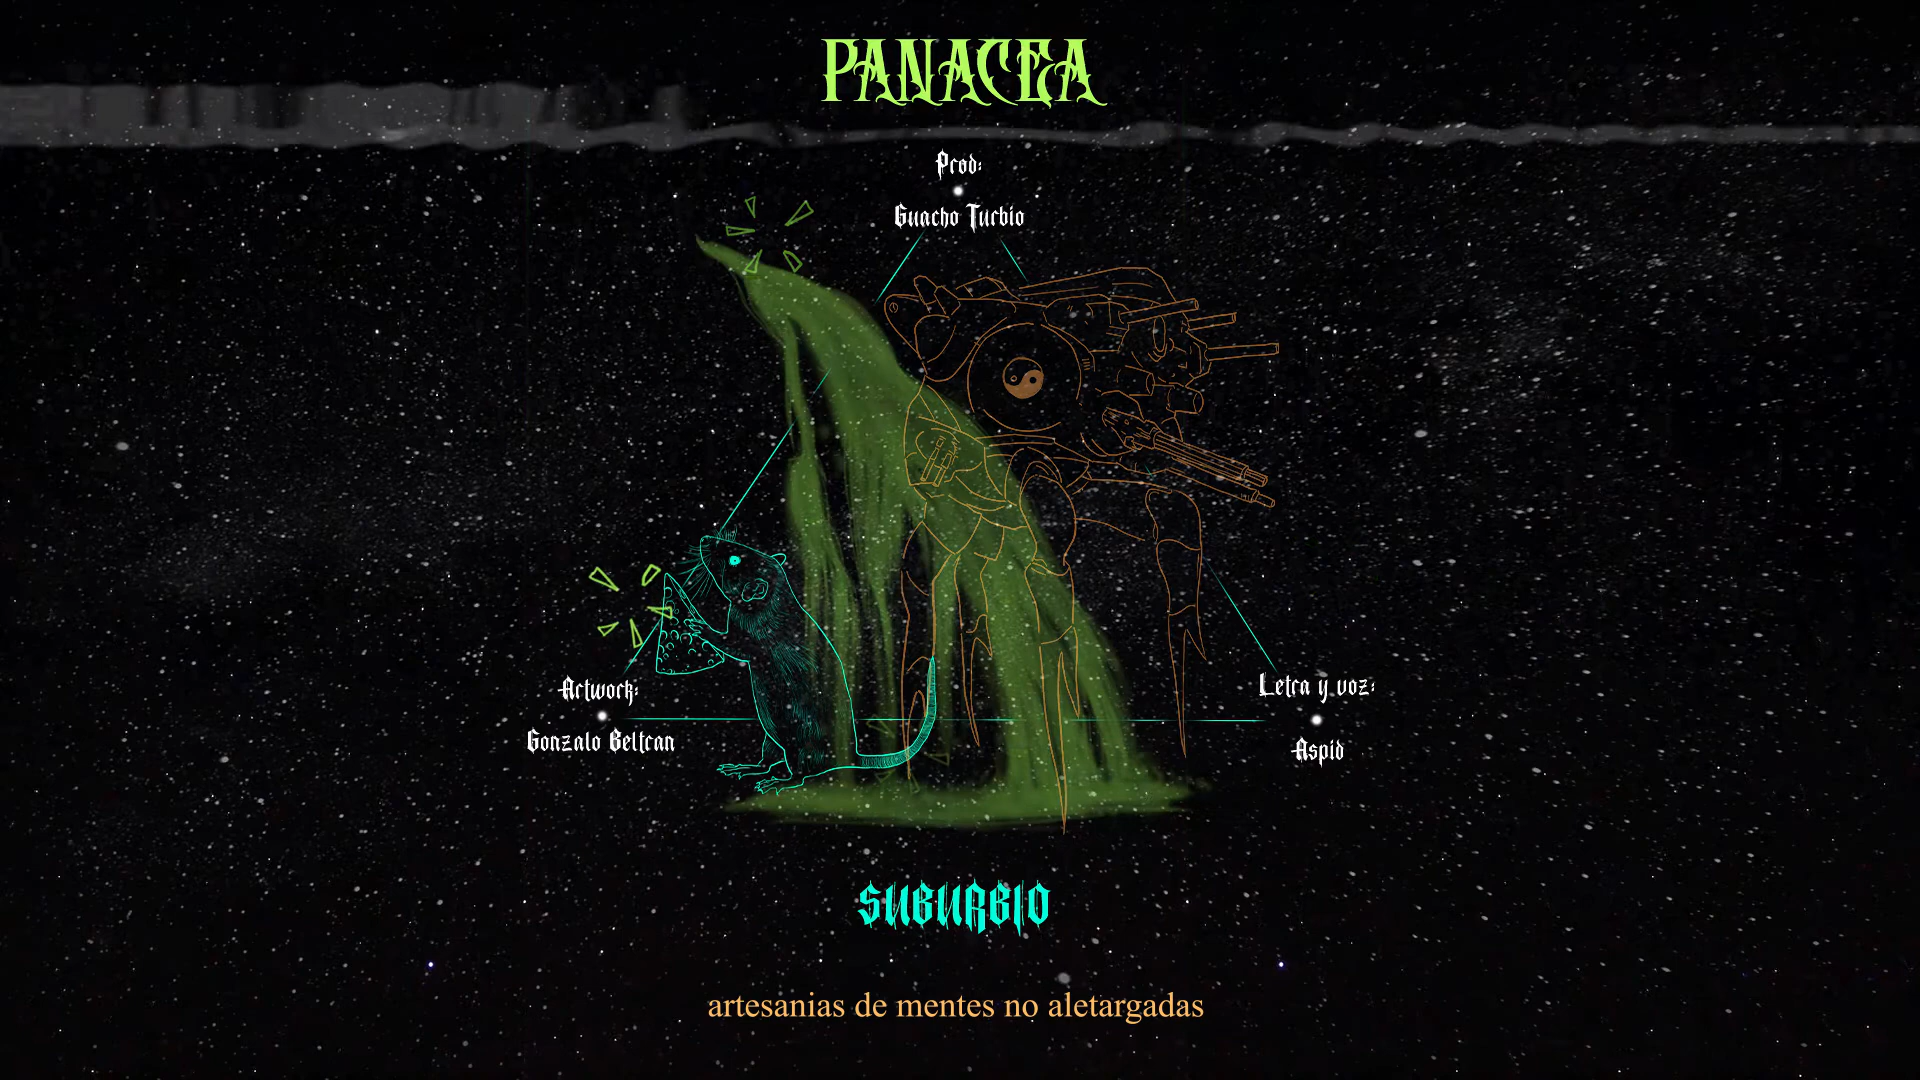 PANACEA
Prod:
Guacho Turbio
Artwork:
Gonzalo Beltran
Letra y voz:
Aspid
SUBURBIO
artesanias de mentes no aletargadas